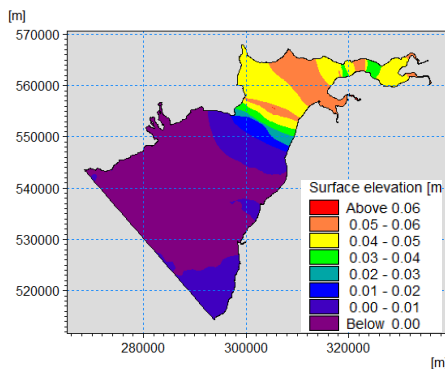 [m]
570000
560000
550000
540000
530000
520000
280000 300000 320000
[m
Surface elevation [m
Above 0.06
0.05 - 0.06
0.04 - 0.05
0.03 - 0.04
0.02 - 0.03
0.01 - 0.02
0.00 - 0.01
Below 0.00